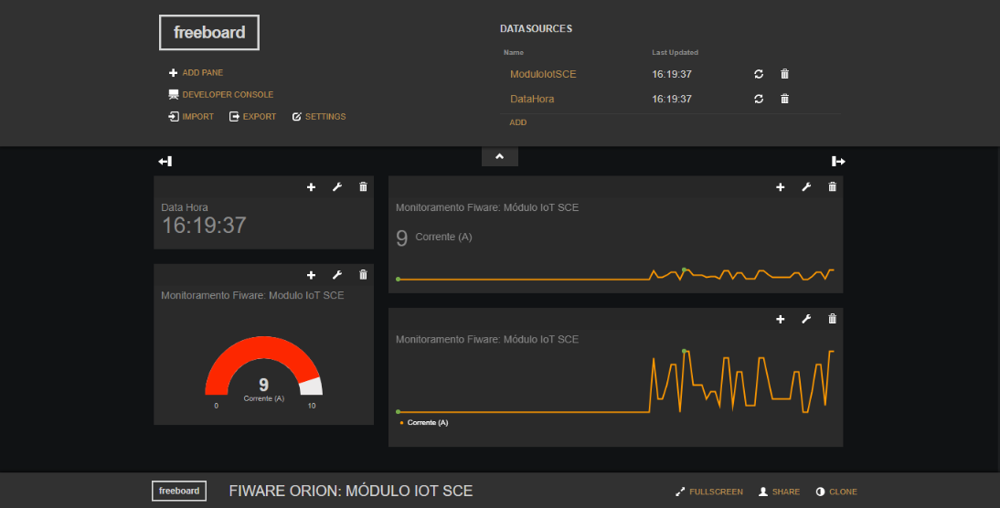 freeboard
ADD PANE
DEVELOPER CONSOLE
IMPORT EXPORT SETTINGS
DATASOURCES
Name Last Updated
ModuloIotSCE 16:19:37
DataHora 16:19:37
ADD
Data Hora
16:19:37
Monitoramento Fiware: Modulo IoT SCE
9
Corrente (A)
0 10
Monitoramento Fiware: Módulo IoT SCE
9 Corrente (A)
Monitoramento Fiware: Módulo IoT SCE
Corrente (A)
freeboard FIWARE ORION: MÓDULO IOT SCE FULLSCREEN SHARE CLONE